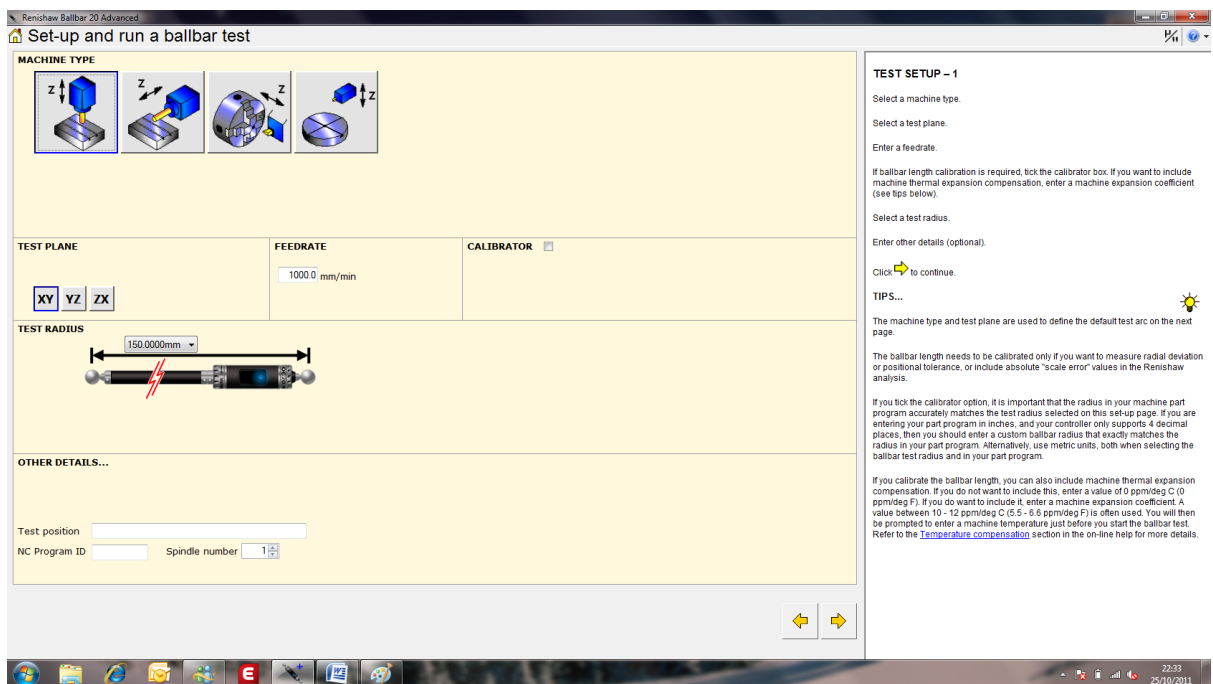 Renishaw Ballbar 20 Advanced
Set-up and run a ballbar test
MACHINE TYPE
Z
Z
Z
Z
TEST PLANE
XY YZ ZX
FEEDRATE
1000.0 mm/min
CALIBRATOR
TEST RADIUS
150.0000mm
OTHER DETAILS...
Test position
NC Program ID
Spindle number 1
TEST SETUP – 1
Select a machine type.
Select a test plane.
Enter a feedrate.
If ballbar length calibration is required, tick the calibrator box. If you want to include
machine thermal expansion compensation, enter a machine expansion coefficient
(see tips below).
Select a test radius.
Enter other details (optional).
Click to continue.
TIPS...
The machine type and test plane are used to define the default test arc on the next
page.
The ballbar length needs to be calibrated only if you want to measure radial deviation
or positional tolerance, or include absolute "scale error" values in the Renishaw
analysis.
If you tick the calibrator option, it is important that the radius in your machine part
program accurately matches the test radius selected on this set-up page. If you are
entering your part program in inches, and your controller only supports 4 decimal
places, then you should enter a custom ballbar radius that exactly matches the
radius in your part program. Alternatively, use metric units, both when selecting the
ballbar test radius and in your part program.
If you calibrate the ballbar length, you can also include machine thermal expansion
compensation. If you do not want to include this, enter a value of 0 ppm/deg C (0
ppm/deg F). If you do want to include it, enter a machine expansion coefficient. A
value between 10 - 12 ppm/deg C (5.5 - 6.6 ppm/deg F) is often used. You will then
be prompted to enter a machine temperature just before you start the ballbar test.
Refer to the Temperature compensation section in the on-line help for more details.
22:33
25/10/2011